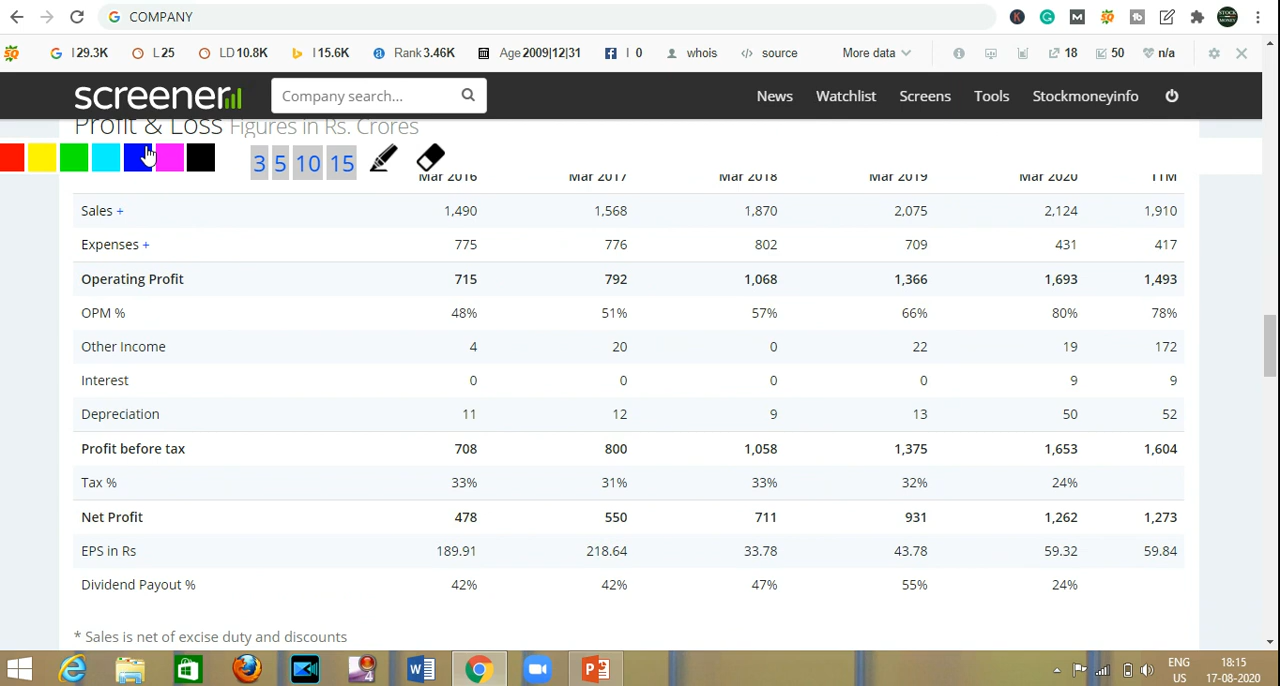 COMPANY
I 29.3K L 25 LD 10.8K I 15.6K Rank 3.46K Age 2009|12|31 I 0 whois source More data 18 50 n/a
screener Company search... News Watchlist Screens Tools Stockmoneyinfo
Profit & Loss Figures in Rs. Crores
3 5 10 15
Mar 2016 Mar 2017 Mar 2018 Mar 2019 Mar 2020 TTM
Sales + 1,490 1,568 1,870 2,075 2,124 1,910
Expenses + 775 776 802 709 431 417
Operating Profit 715 792 1,068 1,366 1,693 1,493
OPM % 48% 51% 57% 66% 80% 78%
Other Income 4 20 0 22 19 172
Interest 0 0 0 0 9 9
Depreciation 11 12 9 13 50 52
Profit before tax 708 800 1,058 1,375 1,653 1,604
Tax % 33% 31% 33% 32% 24%
Net Profit 478 550 711 931 1,262 1,273
EPS in Rs 189.91 218.64 33.78 43.78 59.32 59.84
Dividend Payout % 42% 42% 47% 55% 24%
* Sales is net of excise duty and discounts
ENG 18:15
US 17-08-2020